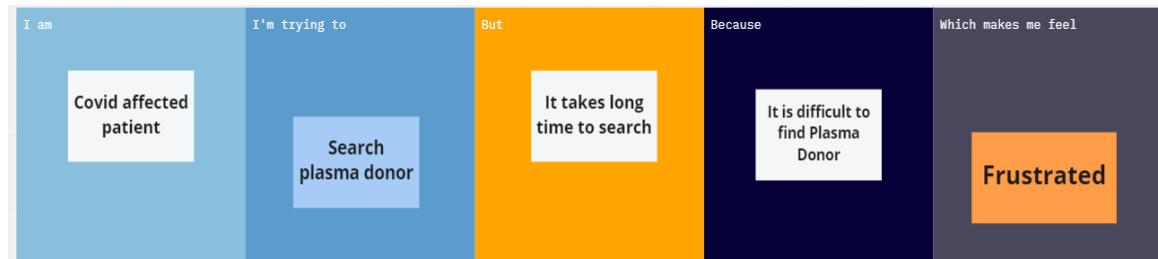 I am
Covid affected
patient
I'm trying to
Search
plasma donor
But
It takes long
time to search
Because
It is difficult to
find Plasma
Donor
Which makes me feel
Frustrated